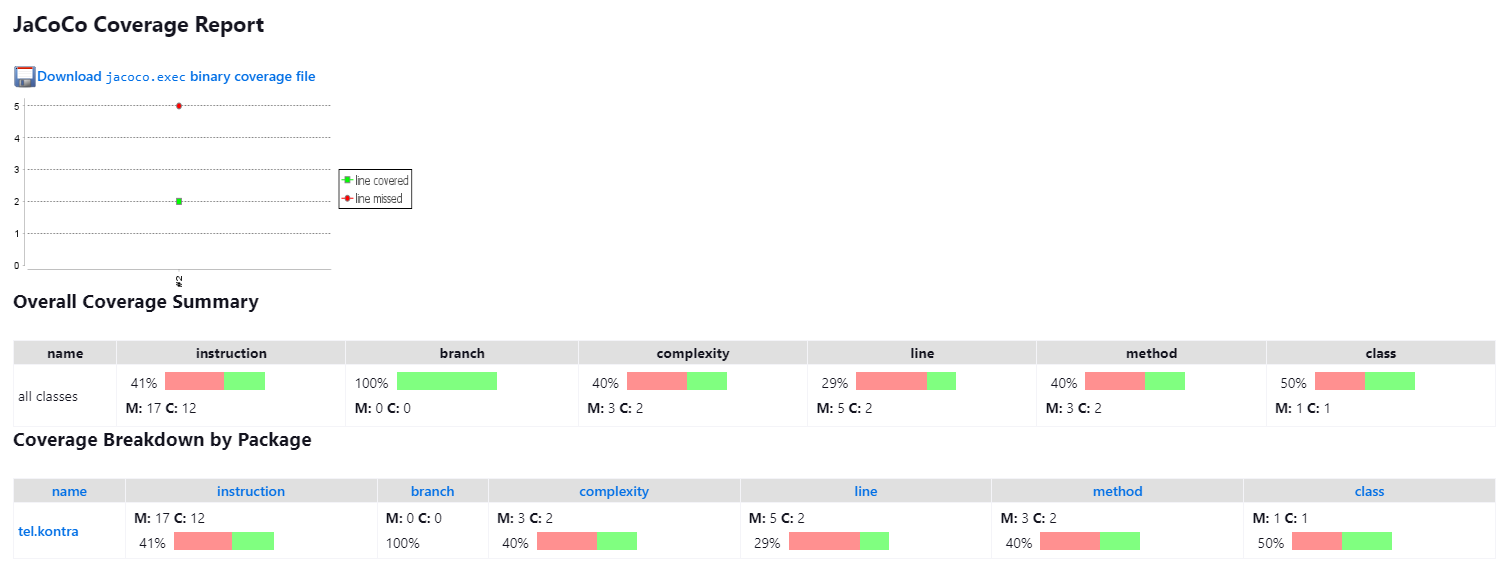 JaCoCo Coverage Report
Download jacoco.exec binary coverage file
5
4
3
2
1
0
line covered
line missed
#2
Overall Coverage Summary
name instruction branch complexity line method class
all classes
41% 100% 40% 29% 40% 50%
M: 17 C: 12 M: 0 C: 0 M: 3 C: 2 M: 5 C: 2 M: 3 C: 2 M: 1 C: 1
Coverage Breakdown by Package
name instruction branch complexity line method class
tel.kontra
M: 17 C: 12 M: 0 C: 0 M: 3 C: 2 M: 5 C: 2 M: 3 C: 2 M: 1 C: 1
41% 100% 40% 29% 40% 50%